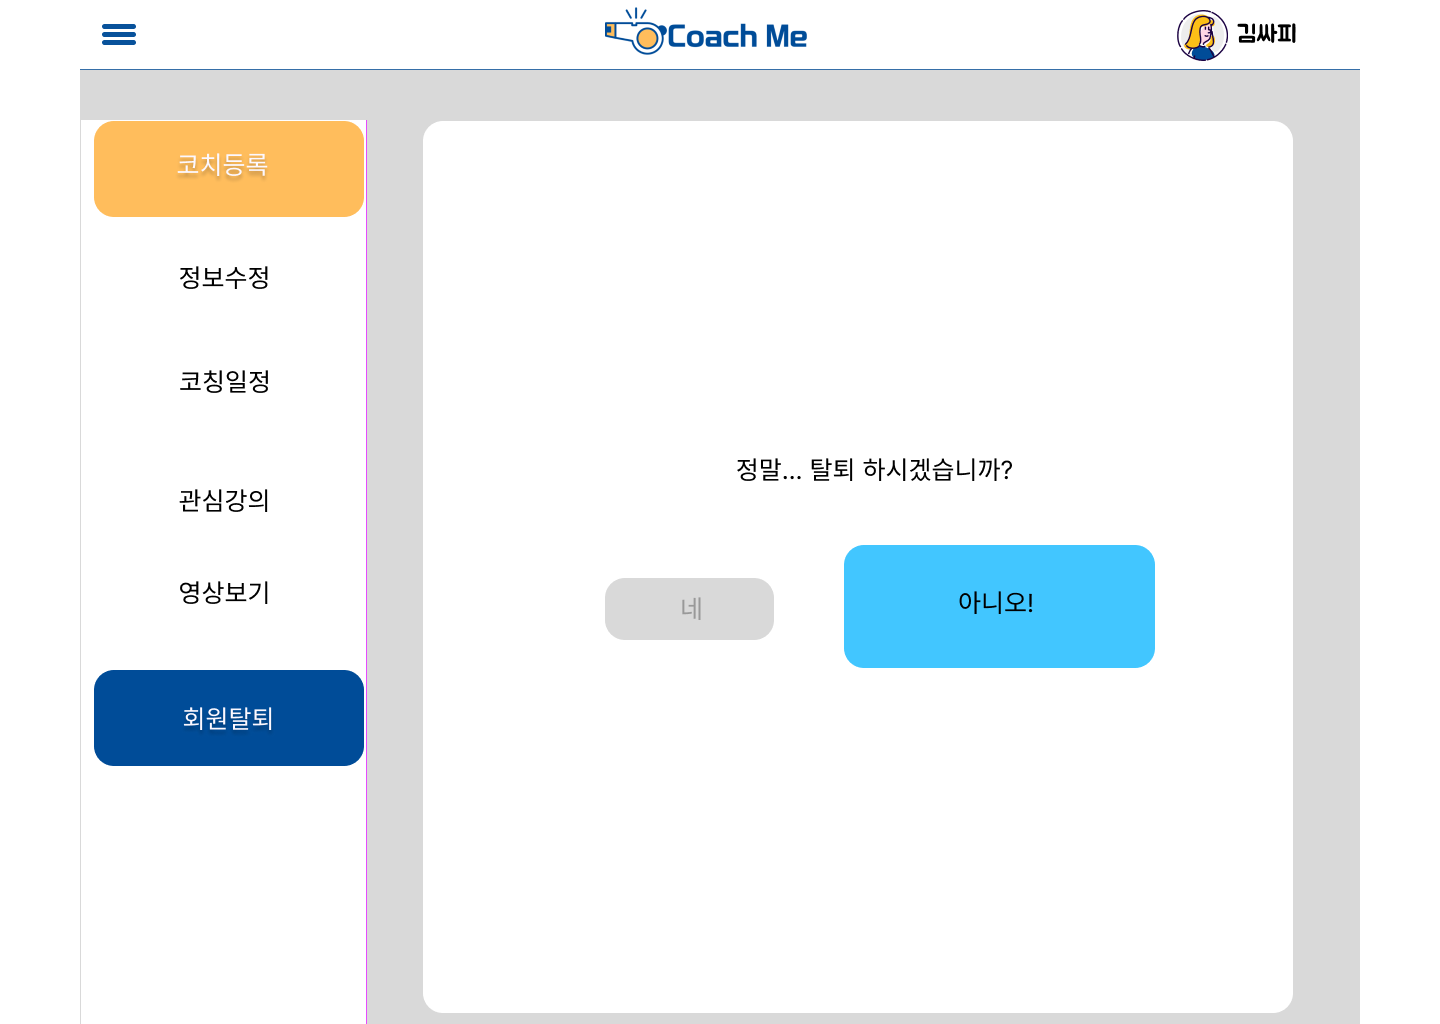 Coach Me
김싸피
코치등록
정보수정
코칭일정
관심강의
영상보기
회원탈퇴
정말... 탈퇴 하시겠습니까?
네
아니오!